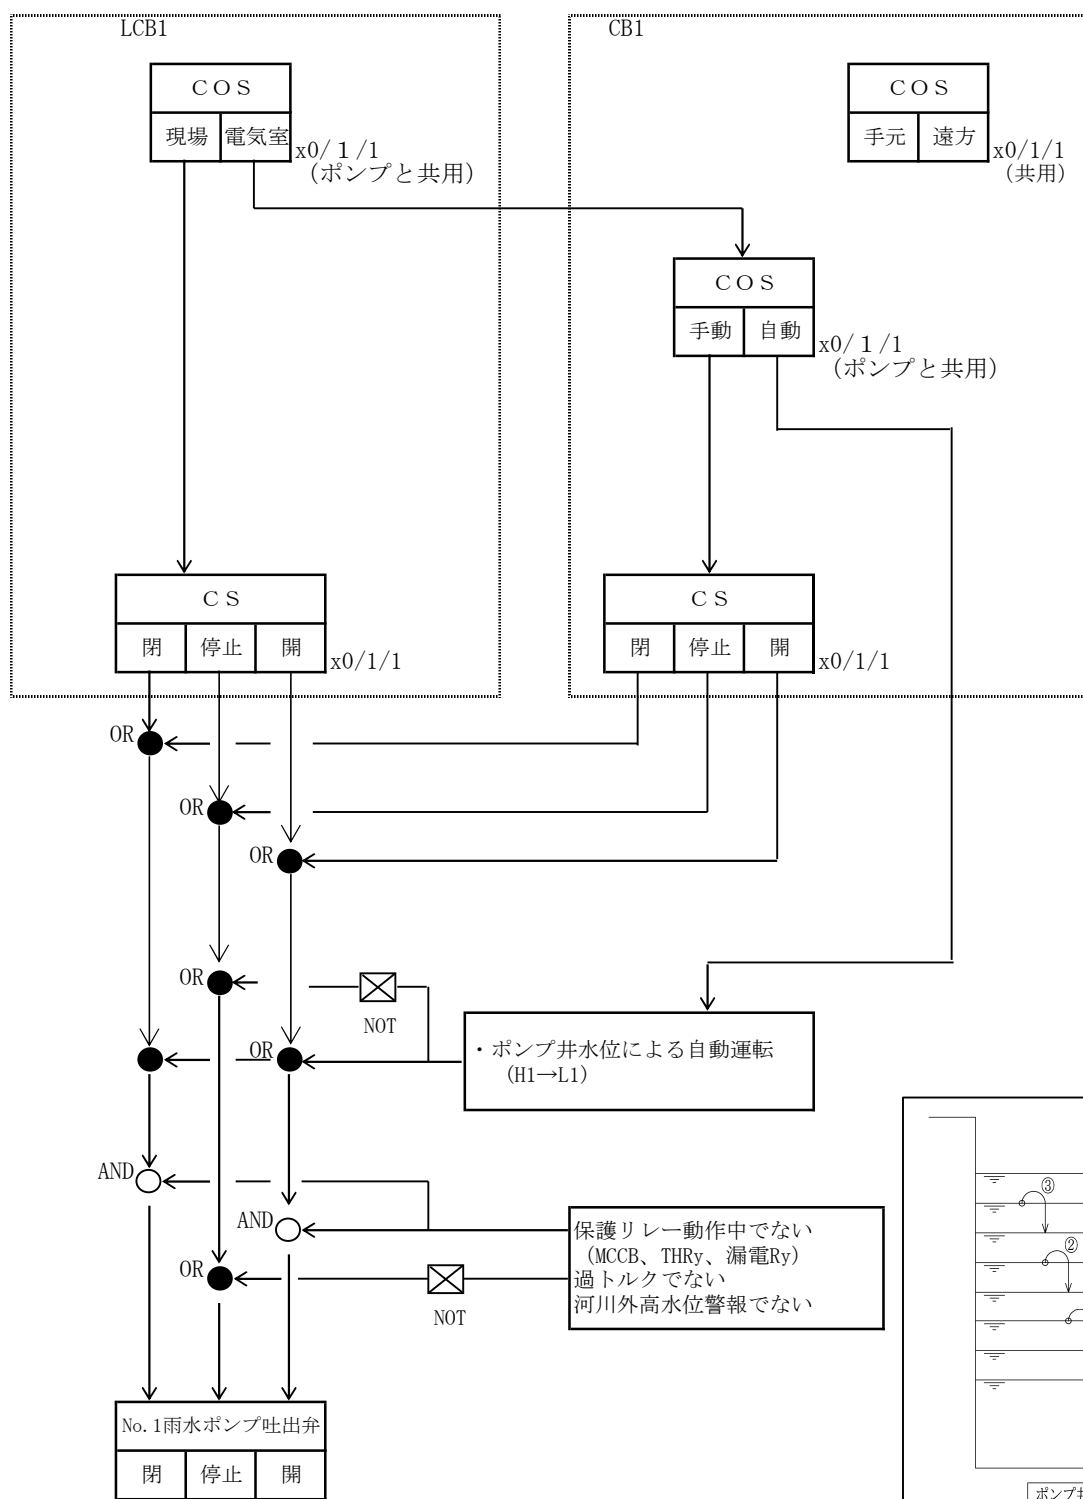 LCB1
CB1
ＣＯＳ
現場 電気室
x0/１/1
(ポンプと共用)
ＣＯＳ
手元 遠方
x0/1/1
(共用)
ＣＯＳ
手動 自動
x0/１/1
(ポンプと共用)
ＣＳ
閉 停止 開
x0/1/1
ＣＳ
閉 停止 開
x0/1/1
OR
OR
OR
OR
NOT
OR
・ポンプ井水位による自動運転
(H1→L1)
AND
AND
OR
NOT
保護リレー動作中でない
(MCCB、THRy、漏電Ry)
過トルクでない
河川外高水位警報でない
③
②
No.1雨水ポンプ吐出弁
閉 停止 開